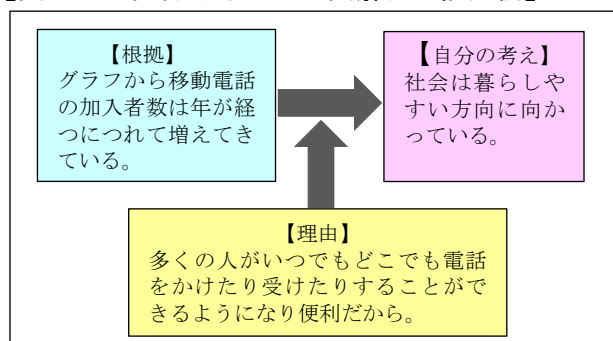 【根拠】
グラフから移動電話
の加入者数は年が経
つにつれて増えてき
ている。
【自分の考え】
社会は暮らしや
すい方向に向か
っている。
【理由】
多くの人がいつでもどこでも電話
をかけたり受けたりすることがで
きるようになり便利だから。